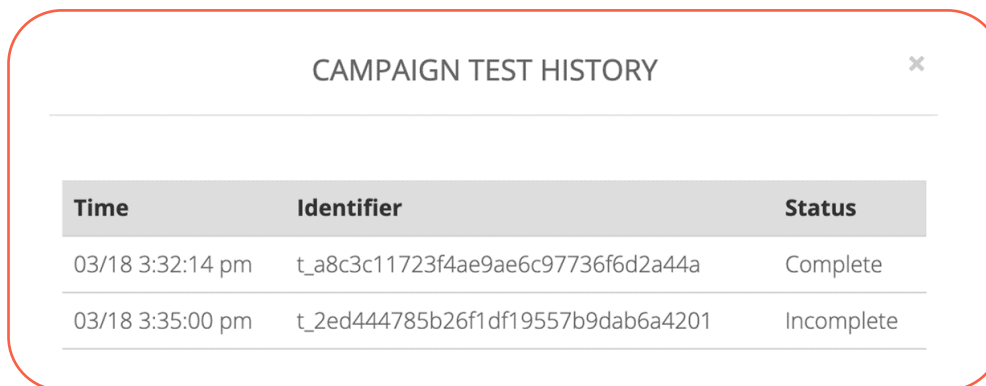 CAMPAIGN TEST HISTORY ×
Time Identifier Status
03/18 3:32:14 pm t_a8c3c11723f4ae9ae6c97736f6d2a44a Complete
03/18 3:35:00 pm t_2ed444785b26f1df19557b9dab6a4201 Incomplete